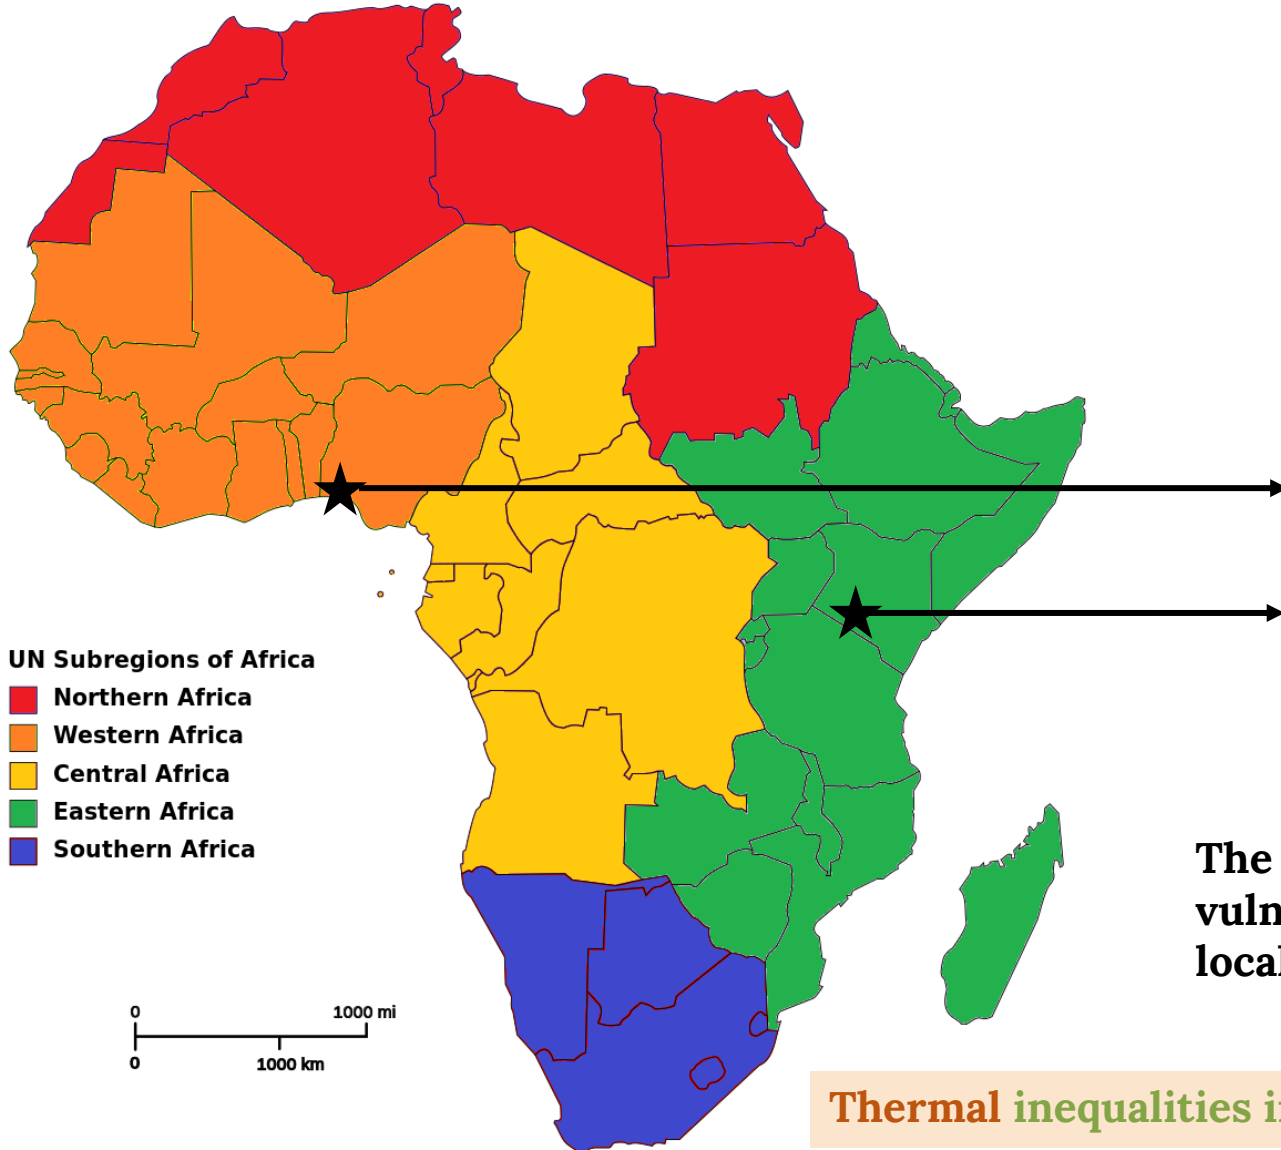 UN Subregions of Africa
Northern Africa
Western Africa
Central Africa
Eastern Africa
Southern Africa
0 1000 mi
0 1000 km
The
Thermal inequalities